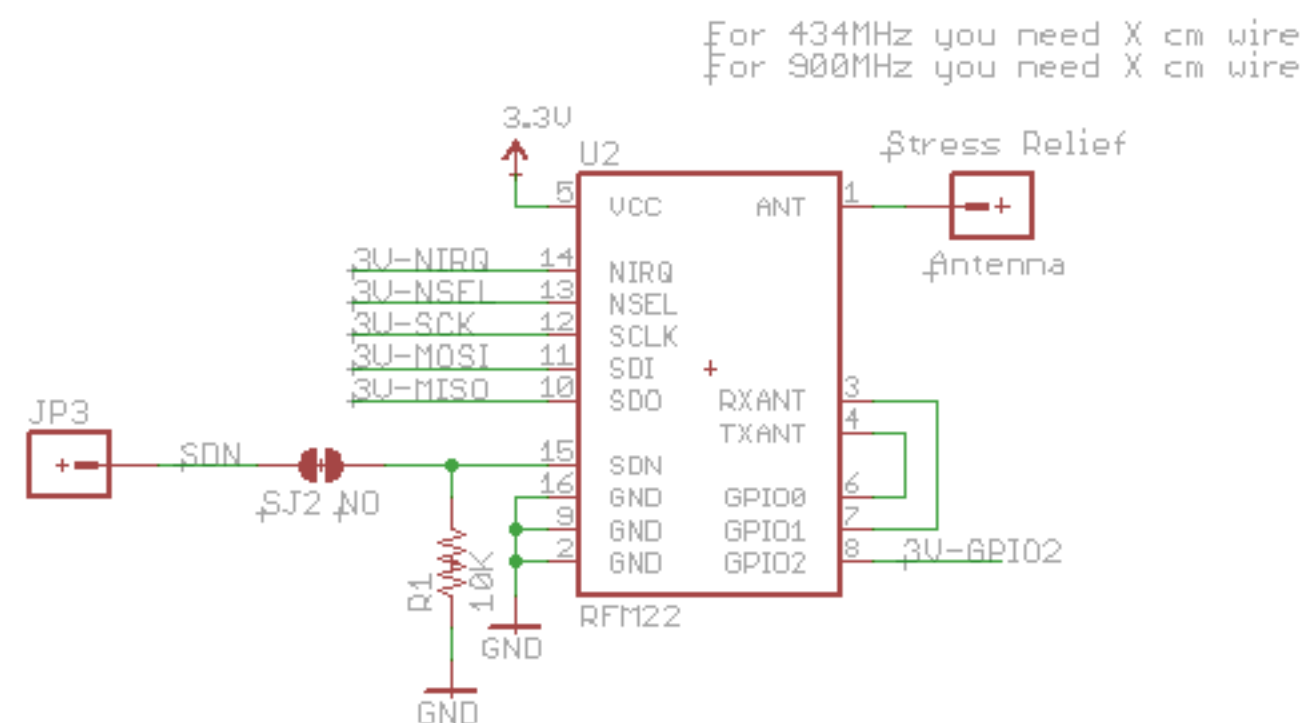 For 434MHz you need X cm wire
For 900MHz you need X cm wire
3.3V
U2
Stress Relief
5
VCC
ANT
1
Antenna
3V-NIRQ
14
NIRQ
3V-NSEL
13
NSEL
3V-SCK
12
SCLK
3V-MOSI
11
SDI
3V-MISO
10
SDO
RXANT
3
TXANT
4
JP3
SDN
SJ2 NO
15
SDN
16
GND
GPIO0
6
9
GND
GPIO1
7
2
GND
GPIO2
8
3V-GPIO2
R1
10K
RFM22
GND
GND